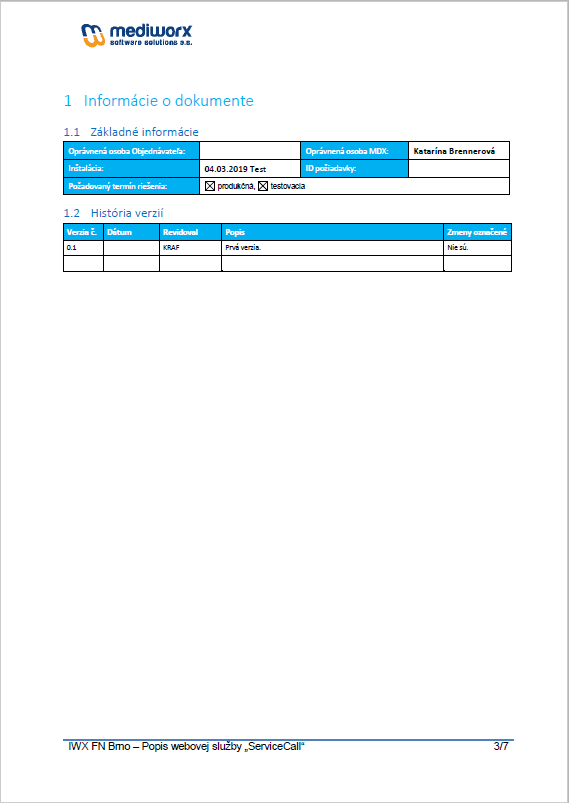 mediworx
software solutions a.s.
1 Informácie o dokumente
1.1 Základné informácie
Oprávnená osoba Objednávateľa: Oprávnená osoba MDX: Katarína Brennerová
Inštalácia: 04.03.2019 Test ID požiadavky:
Požadovaný termín riešenia: ☒ produkčná, ☒ testovacia
1.2 História verzií
Verzia č. Dátum Revidoval Popis Zmeny označené
0.1 KRAF Prvá verzia. Nie sú.
IWX FN Brno – Popis webovej služby „ServiceCall“ 3/7